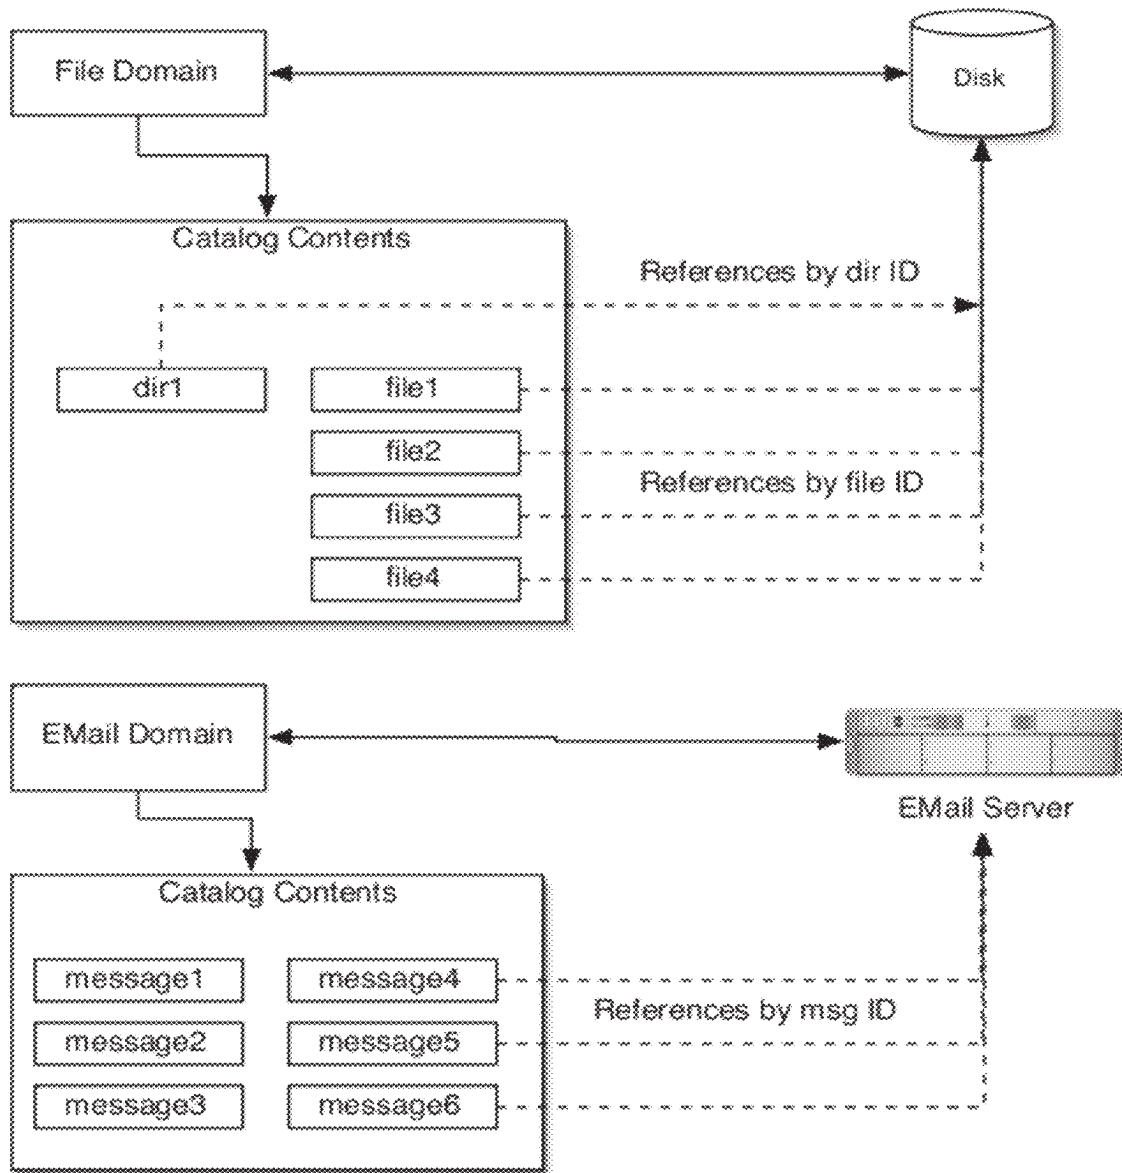 File Domain
Disk
Catalog Contents
References by dir ID
dir1
file1
file2
References by file ID
file3
file4
EMail Domain
EMail Server
Catalog Contents
message1
message4
References by msg ID
message2
message5
message3
message6